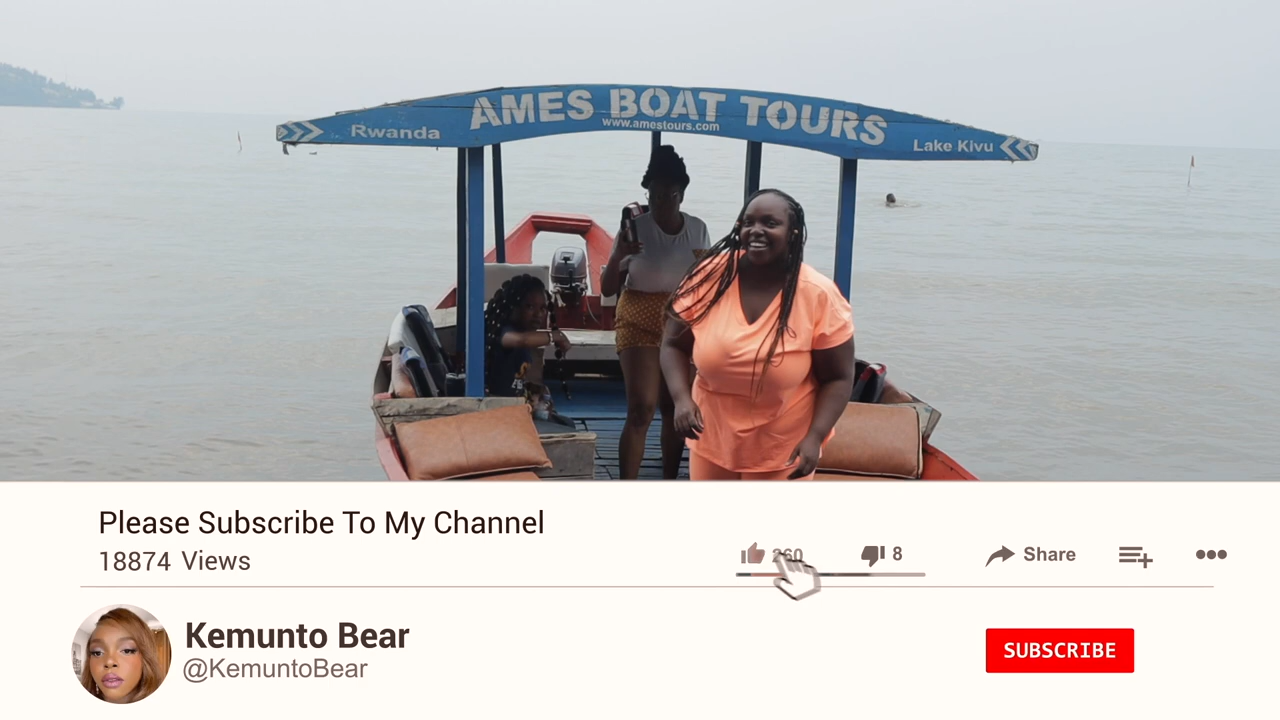 AMES BOAT TOURS
www.amestours.com
Rwanda
Lake Kivu
Please Subscribe To My Channel
18874 Views
260
8
Share
Kemunto Bear
@KemuntoBear
SUBSCRIBE